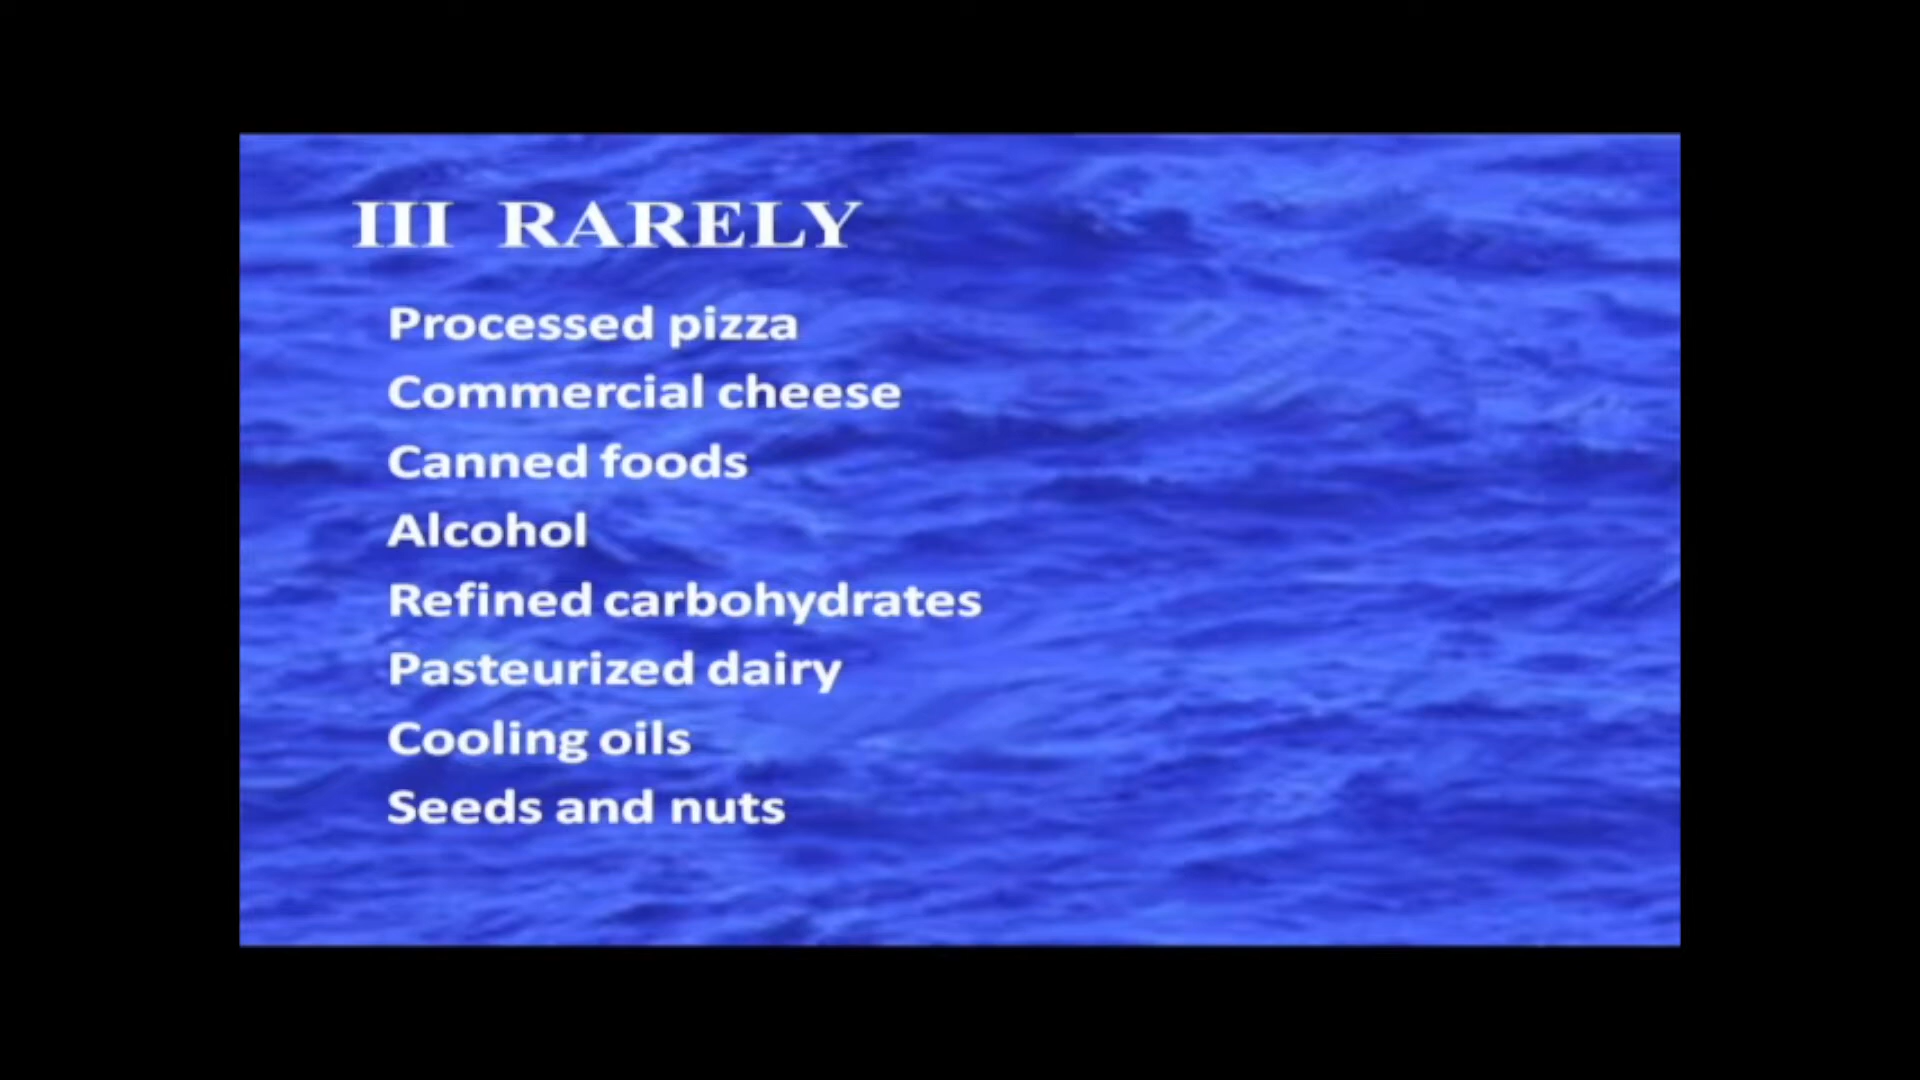 III RARELY
Processed pizza
Commercial cheese
Canned foods
Alcohol
Refined carbohydrates
Pasteurized dairy
Cooling oils
Seeds and nuts